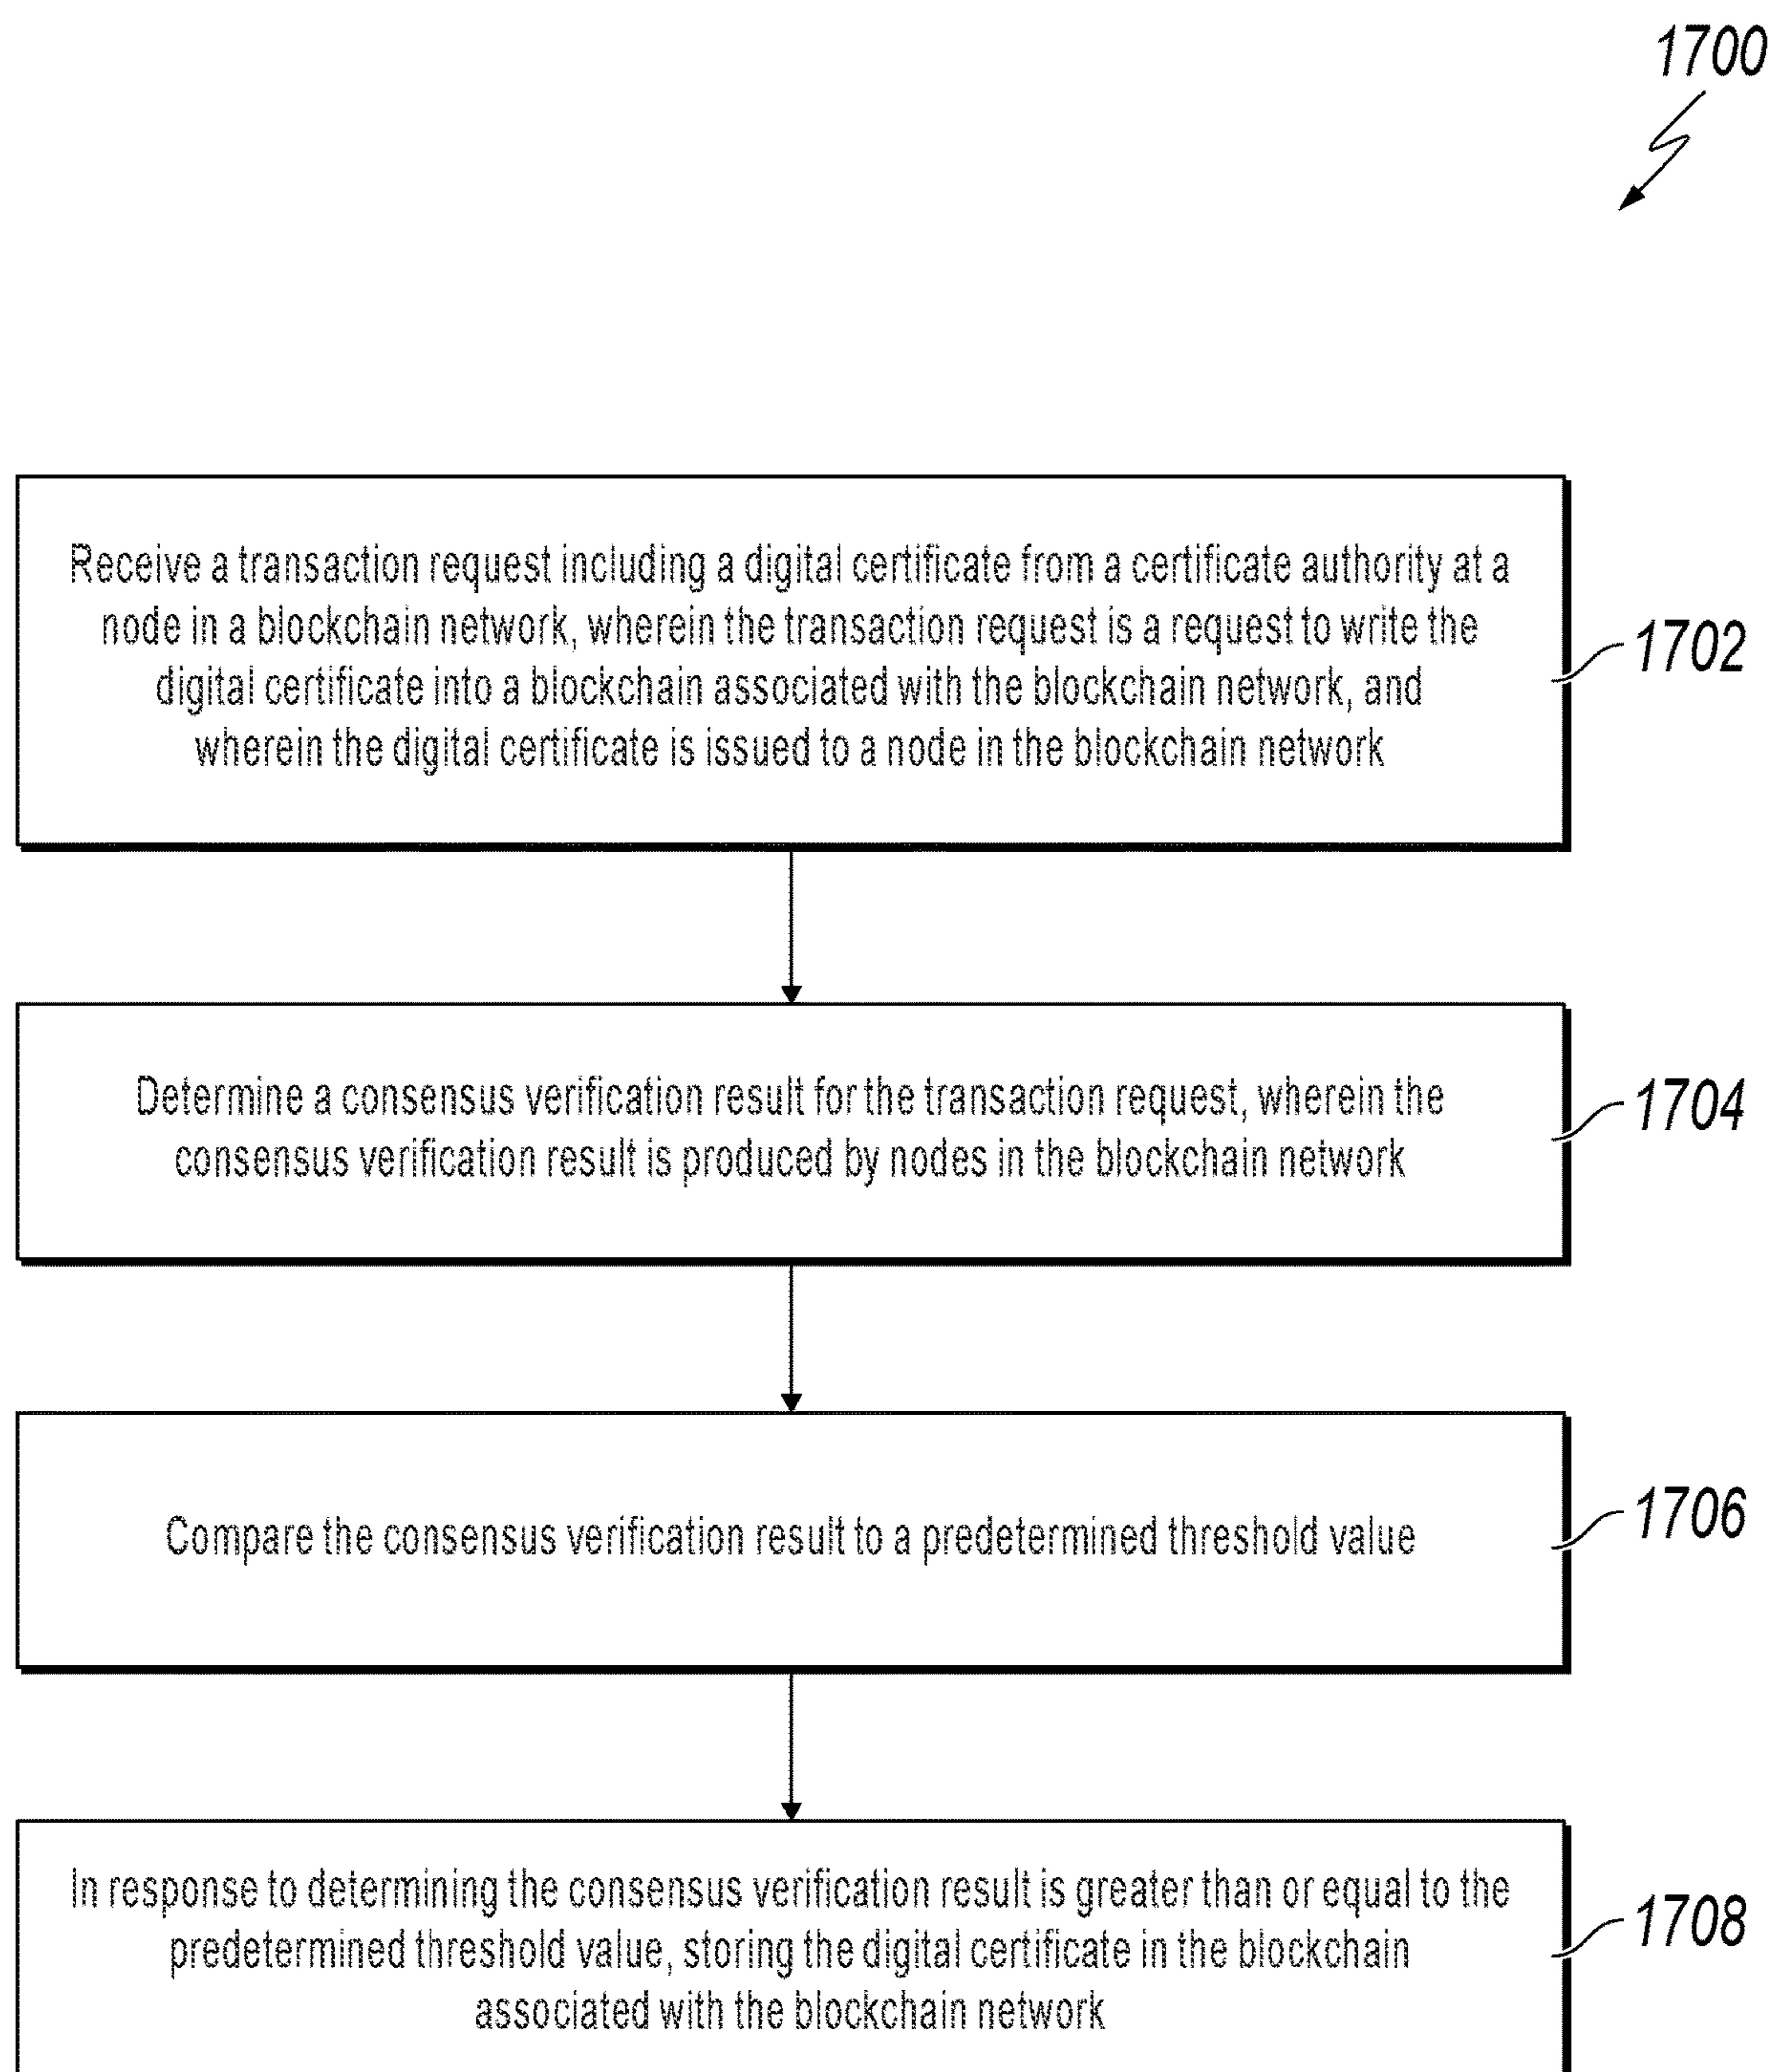 1700
Receive a transaction request including a digital certificate from a certificate authority at a
node in a blockchain network, wherein the transaction request is a request to write the
digital certificate into a blockchain associated with the blockchain network, and
wherein the digital certificate is issued to a node in the blockchain network
1702
Determine a consensus verification result for the transaction request, wherein the
consensus verification result is produced by nodes in the blockchain network
1704
Compare the consensus verification result to a predetermined threshold value
1706
In response to determining the consensus verification result is greater than or equal to the
predetermined threshold value, storing the digital certificate in the blockchain
associated with the blockchain network
1708